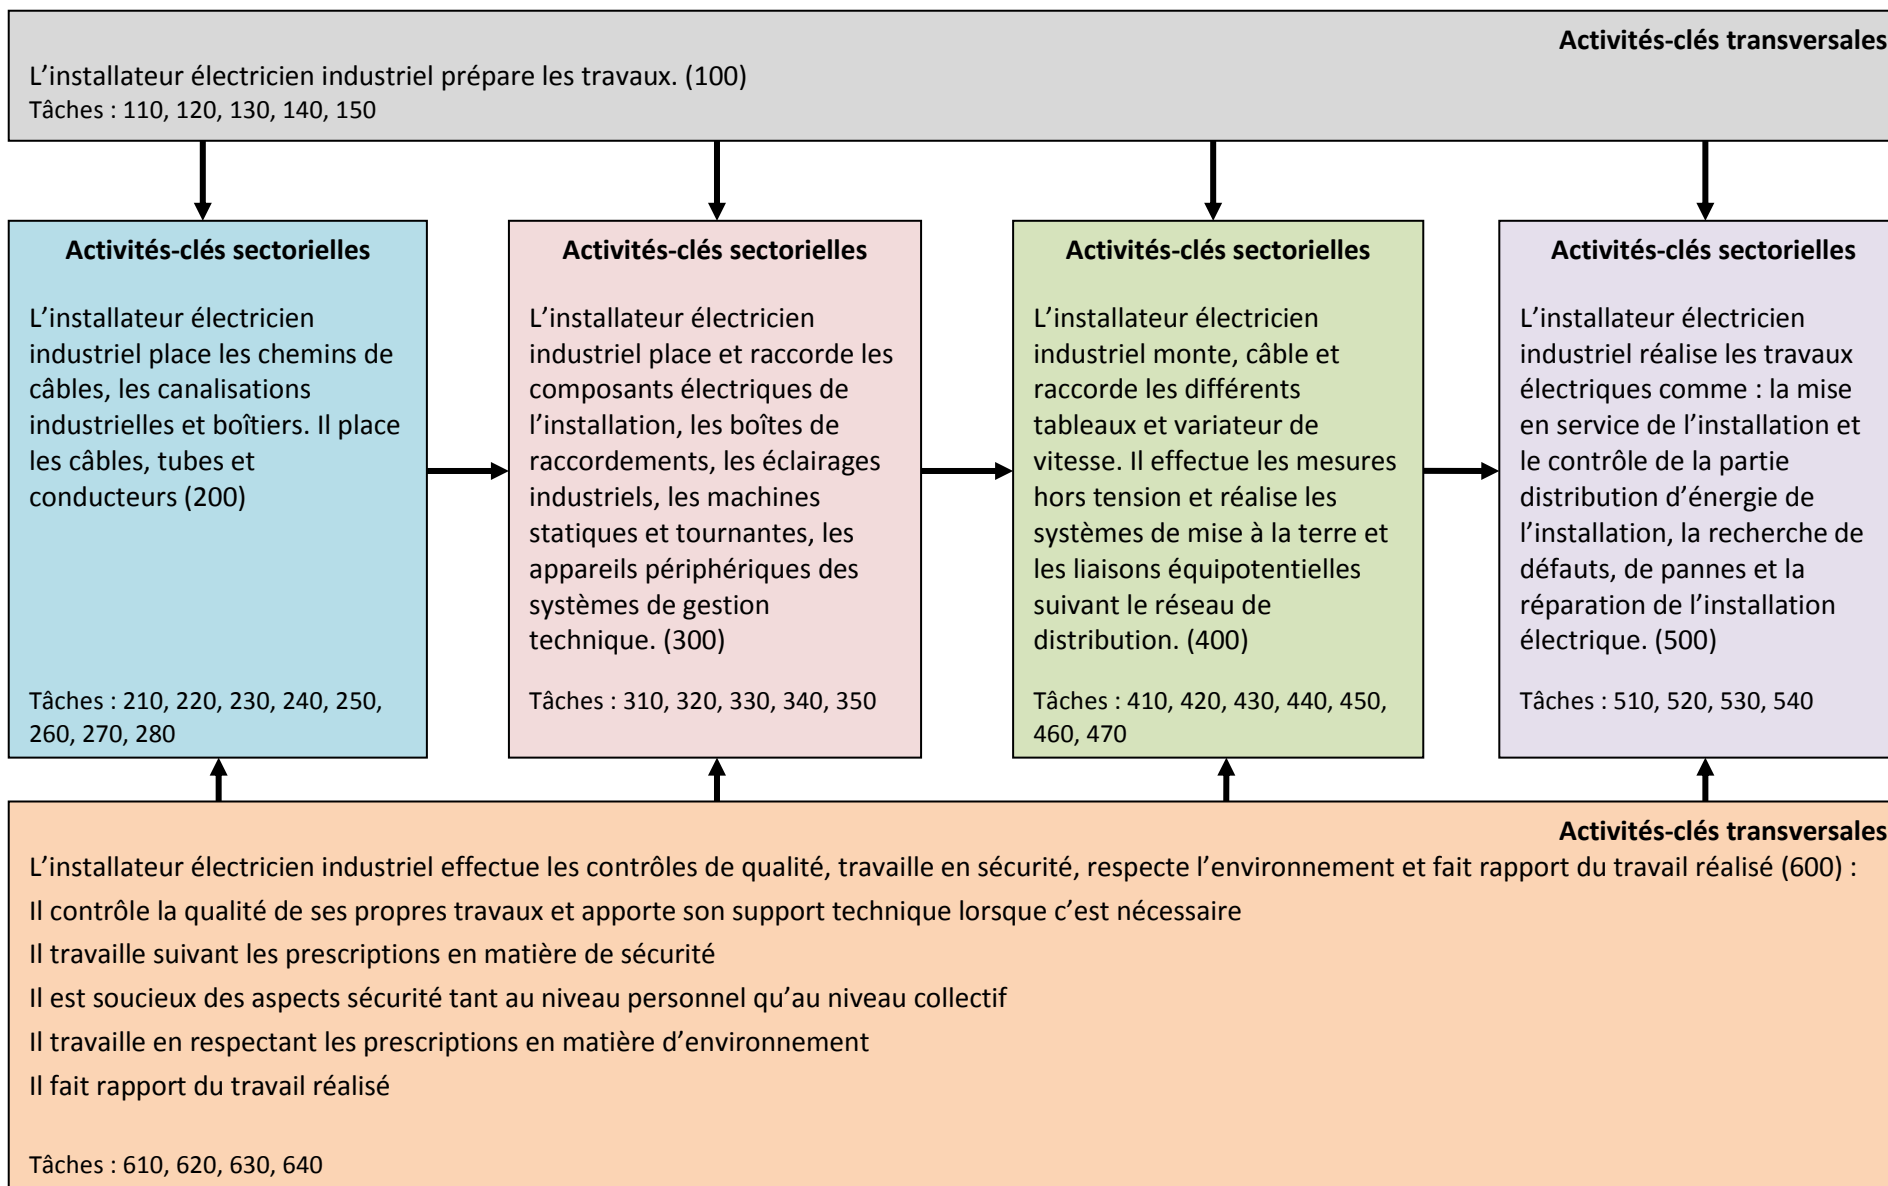 Activités-clés transversales
L’installateur électricien industriel prépare les travaux. (100)
Tâches : 110, 120, 130, 140, 150
Activités-clés sectorielles
L’installateur électricien
industriel place les chemins de
câbles, les canalisations
industrielles et boîtiers. Il place
les câbles, tubes et
conducteurs (200)
Tâches : 210, 220, 230, 240, 250,
260, 270, 280
Activités-clés sectorielles
L’installateur électricien
industriel place et raccorde les
composants électriques de
l’installation, les boîtes de
raccordements, les éclairages
industriels, les machines
statiques et tournantes, les
appareils périphériques des
systèmes de gestion
technique. (300)
Tâches : 310, 320, 330, 340, 350
Activités-clés sectorielles
L’installateur électricien
industriel monte, câble et
raccorde les différents
tableaux et variateur de
vitesse. Il effectue les mesures
hors tension et réalise les
systèmes de mise à la terre et
les liaisons équipotentielles
suivant le réseau de
distribution. (400)
Tâches : 410, 420, 430, 440, 450,
460, 470
Activités-clés sectorielles
L’installateur électricien
industriel réalise les travaux
électriques comme : la mise
en service de l’installation et
le contrôle de la partie
distribution d’énergie de
l’installation, la recherche de
défauts, de pannes et la
réparation de l’installation
électrique. (500)
Tâches : 510, 520, 530, 540
Activités-clés transversales
L’installateur électricien industriel effectue les contrôles de qualité, travaille en sécurité, respecte l’environnement et fait rapport du travail réalisé (600) :
Il contrôle la qualité de ses propres travaux et apporte son support technique lorsque c’est nécessaire
Il travaille suivant les prescriptions en matière de sécurité
Il est soucieux des aspects sécurité tant au niveau personnel qu’au niveau collectif
Il travaille en respectant les prescriptions en matière d’environnement
Il fait rapport du travail réalisé
Tâches : 610, 620, 630, 640